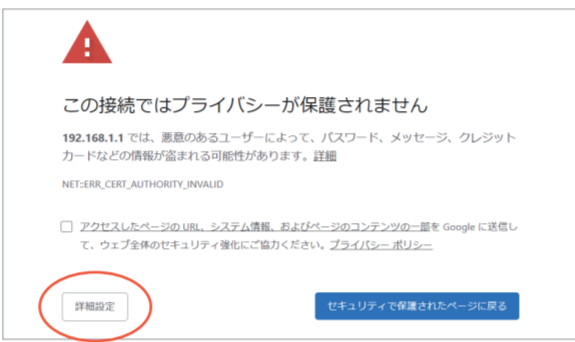 この接続ではプライバシーが保護されません
192.168.1.1 では、悪意のあるユーザーによって、パスワード、メッセージ、クレジット
カードなどの情報が盗まれる可能性があります。詳細
NET::ERR_CERT_AUTHORITY_INVALID
アクセスしたページの URL、システム情報、およびページのコンテンツの一部を Google に送信し
て、ウェブ全体のセキュリティ強化にご協力ください。プライバシー ポリシー
詳細設定
セキュリティで保護されたページに戻る